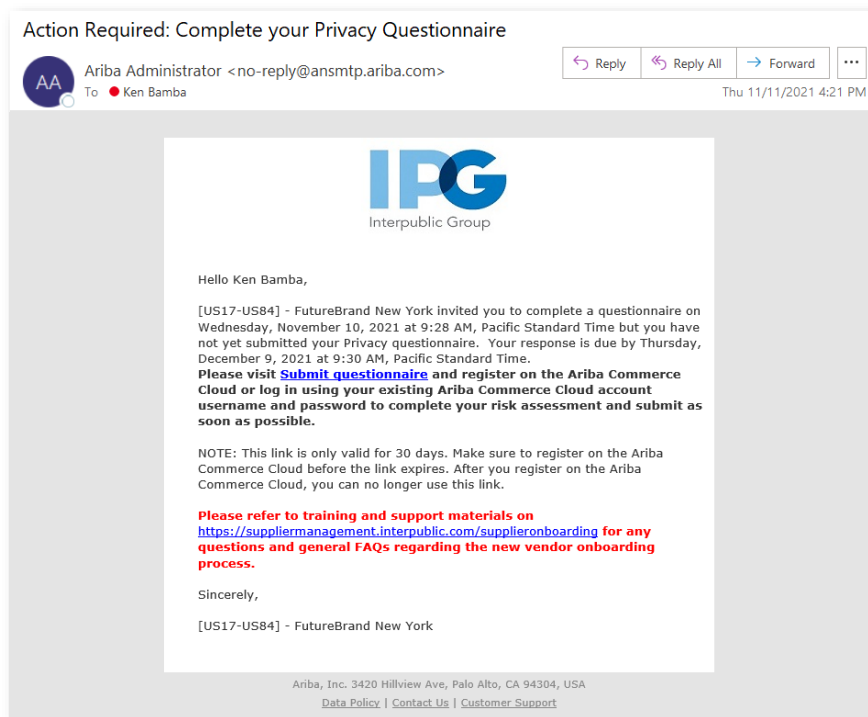 Action Required: Complete your Privacy Questionnaire
AA
Ariba Administrator <no-reply@ansmtp.ariba.com>
To Ken Bamba
Reply
Reply All
Forward
Thu 11/11/2021 4:21 PM
IPG
Interpublic Group
Hello Ken Bamba,
[US17-US84] - FutureBrand New York invited you to complete a questionnaire on
Wednesday, November 10, 2021 at 9:28 AM, Pacific Standard Time but you have
not yet submitted your Privacy questionnaire. Your response is due by Thursday,
December 9, 2021 at 9:30 AM, Pacific Standard Time.
Please visit Submit questionnaire and register on the Ariba Commerce
Cloud or log in using your existing Ariba Commerce Cloud account
username and password to complete your risk assessment and submit as
soon as possible.
NOTE: This link is only valid for 30 days. Make sure to register on the Ariba
Commerce Cloud before the link expires. After you register on the Ariba
Commerce Cloud, you can no longer use this link.
Please refer to training and support materials on
https://suppliermanagement.interpublic.com/supplieronboarding for any
questions and general FAQs regarding the new vendor onboarding
process.
Sincerely,
[US17-US84] - FutureBrand New York
Ariba, Inc. 3420 Hillview Ave, Palo Alto, CA 94304, USA
Data Policy | Contact Us | Customer Support